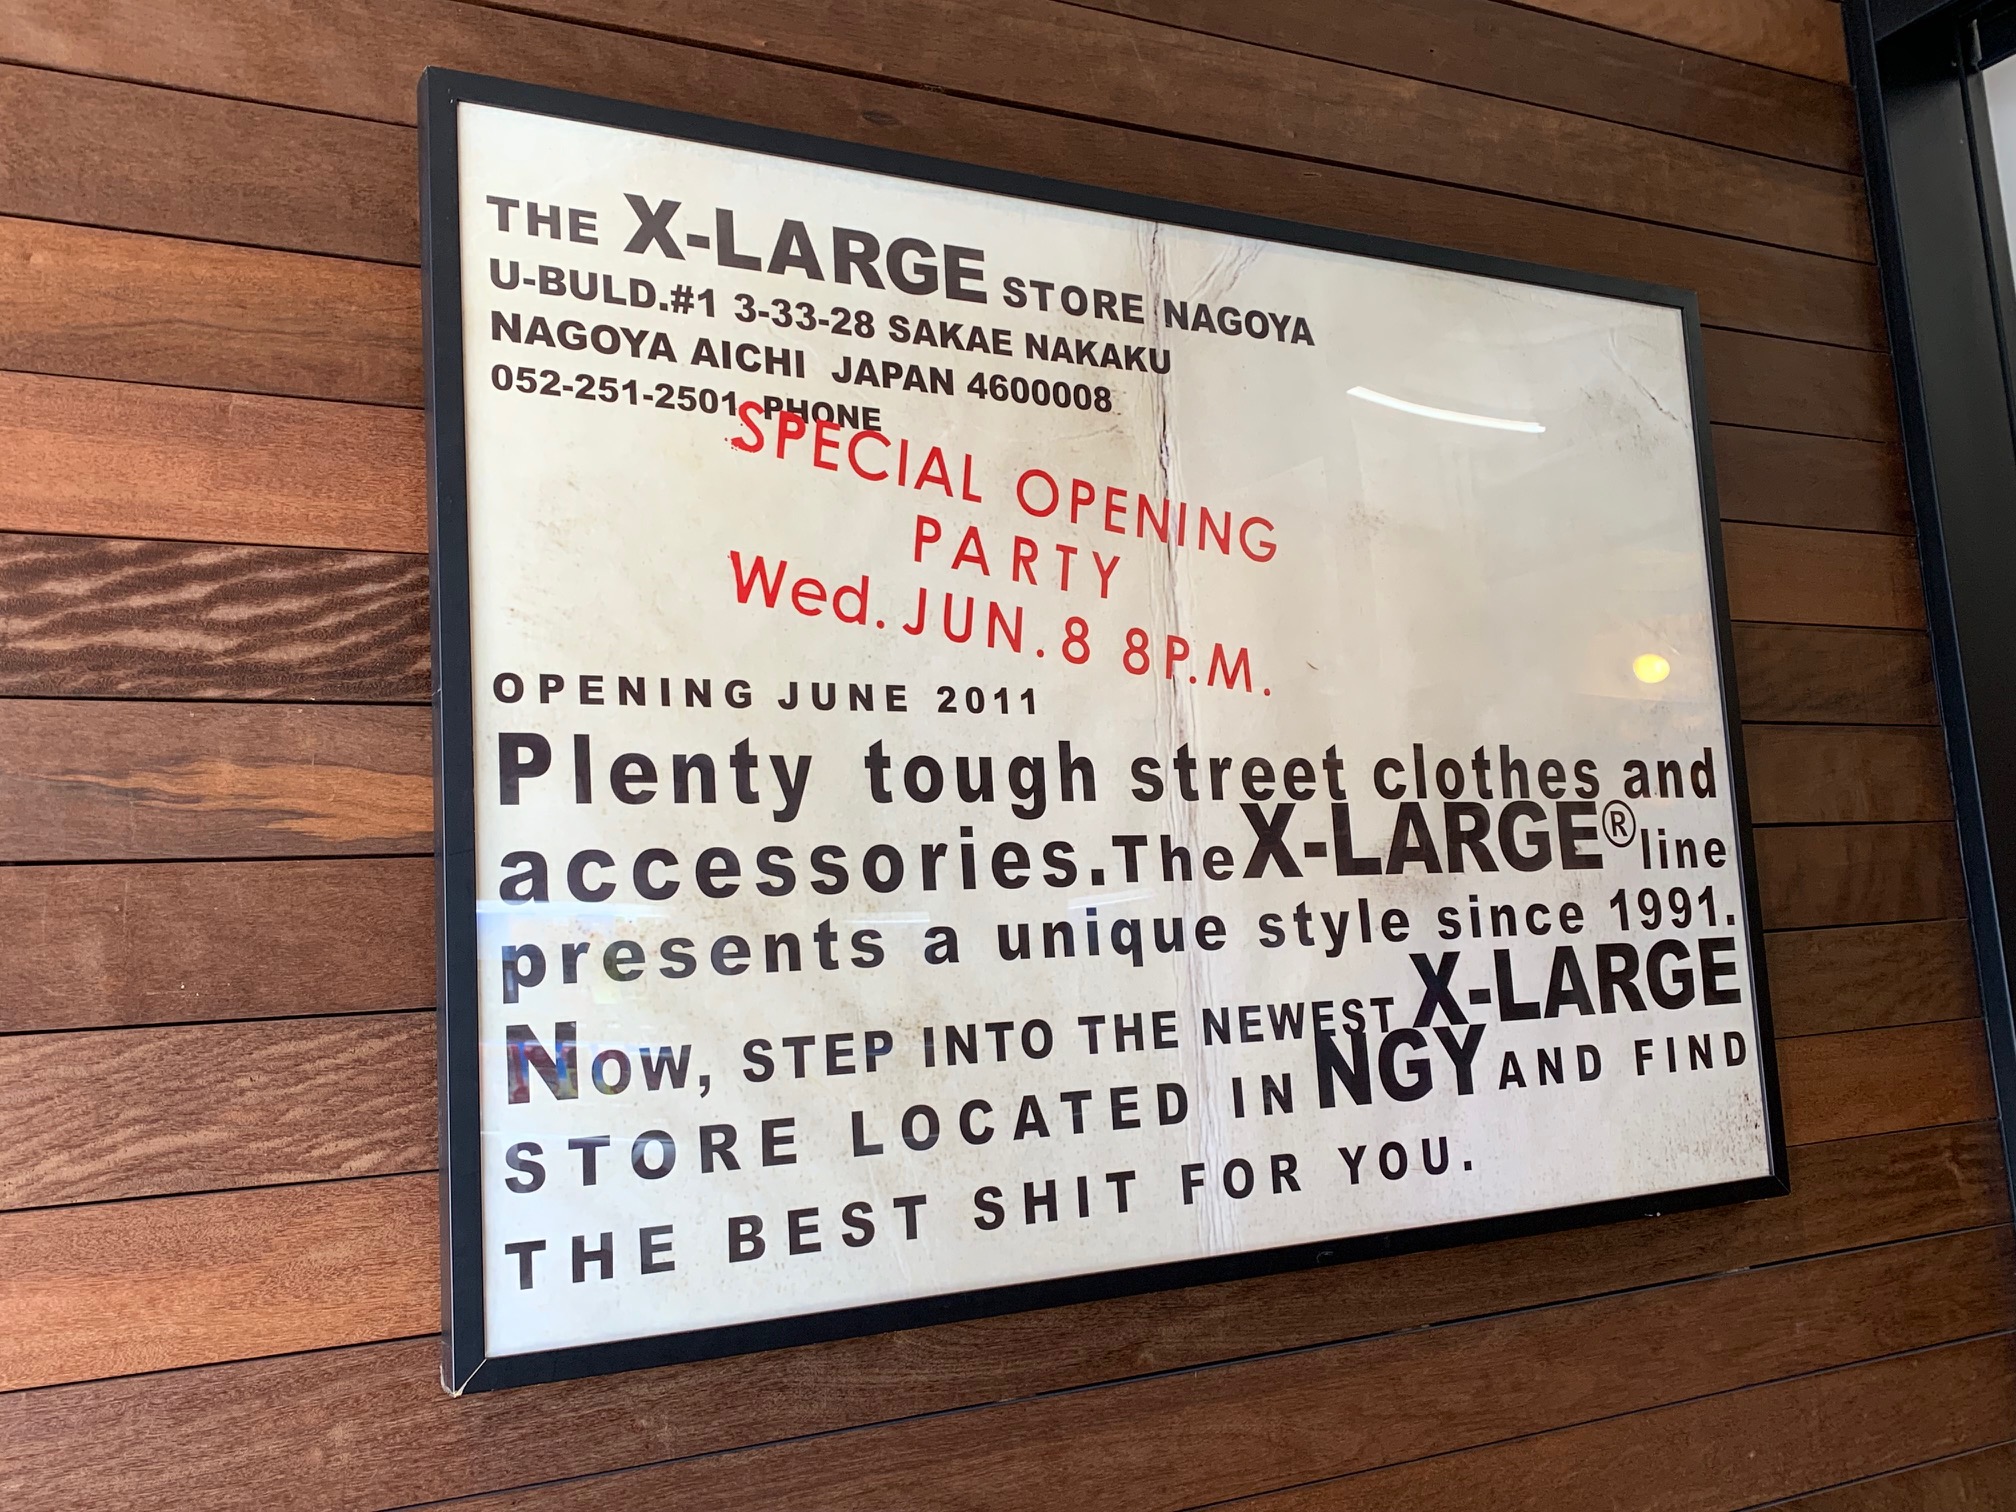 THE X-LARGE STORE NAGOYA
U-BULD.#1 3-33-28 SAKAE NAKAKU
NAGOYA AICHI JAPAN 4600008
052-251-2501 PHONE
SPECIAL OPENING
PARTY
Wed. JUN. 8 8P.M.
OPENING JUNE 2011
Plenty tough street clothes and
accessories.The X-LARGE® line
presents a unique style since 1991.
Now, STEP INTO THE NEWEST X-LARGE
STORE LOCATED IN NGY AND FIND
THE BEST SHIT FOR YOU.